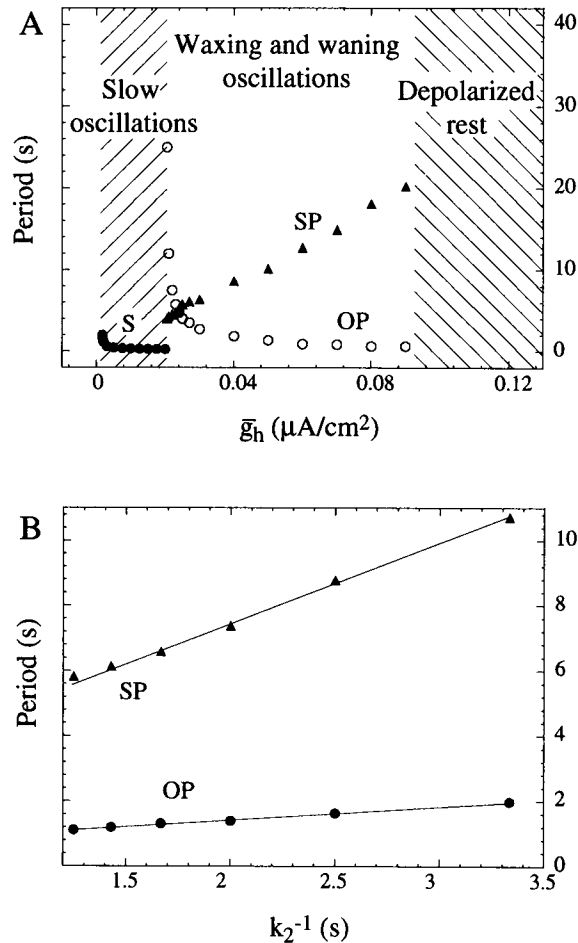 A
Waxing and waning
oscillations
Slow
oscillations
Depolarized
rest
Period (s)
40
30
20
10
0
S
SP
OP
0
0.04
0.08
0.12
g̅h (µA/cm²)
B
Period (s)
10
8
6
4
2
0
SP
OP
1.5
2
2.5
3
3.5
k₂⁻¹ (s)